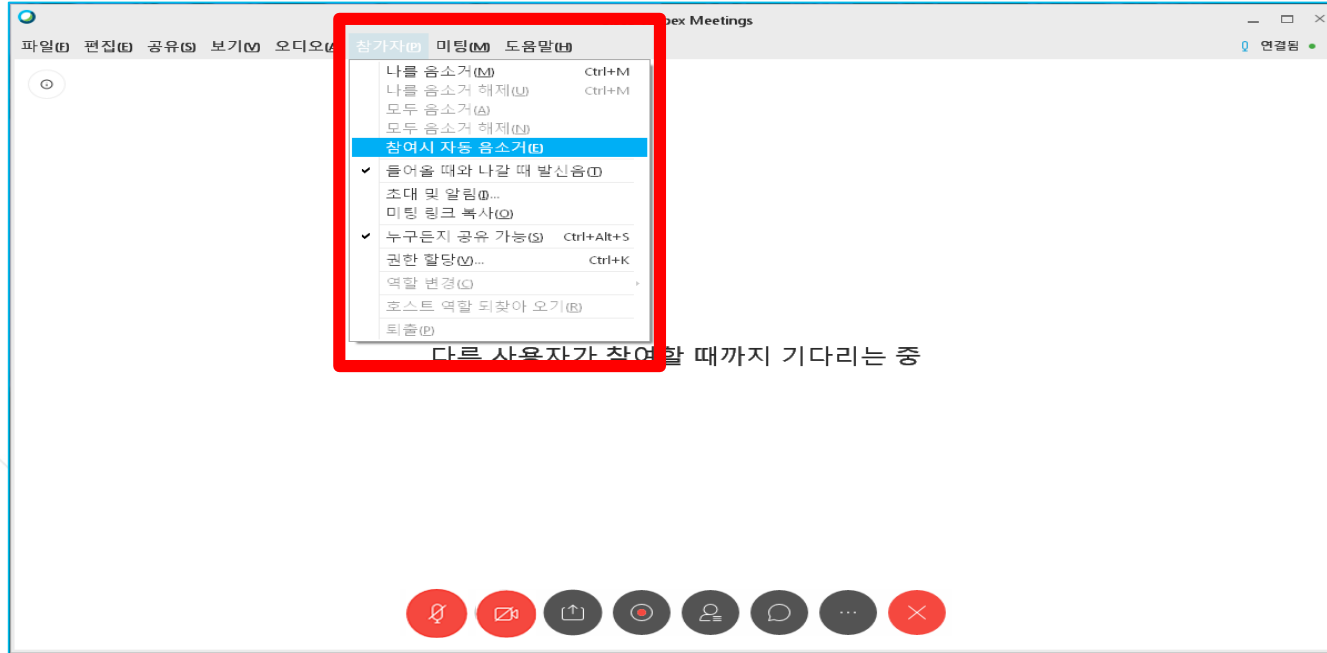 bex Meetings
파일(F) 편집(E) 공유(S) 보기(V) 오디오(A 참가자(P) 미팅(M) 도움말(H) 연결됨
나를 음소거(M) Ctrl+M
나를 음소거 해제(U) Ctrl+M
모두 음소거(A)
모두 음소거 해제(N)
참여시 자동 음소거(E)
들어올 때와 나갈 때 발신음(T)
초대 및 알림(I)...
미팅 링크 복사(O)
누구든지 공유 가능(S) Ctrl+Alt+S
권한 할당(V)... Ctrl+K
역할 변경(C)
호스트 역할 되찾아 오기(R)
퇴출(P)
다른 사용자가 참여할 때까지 기다리는 중